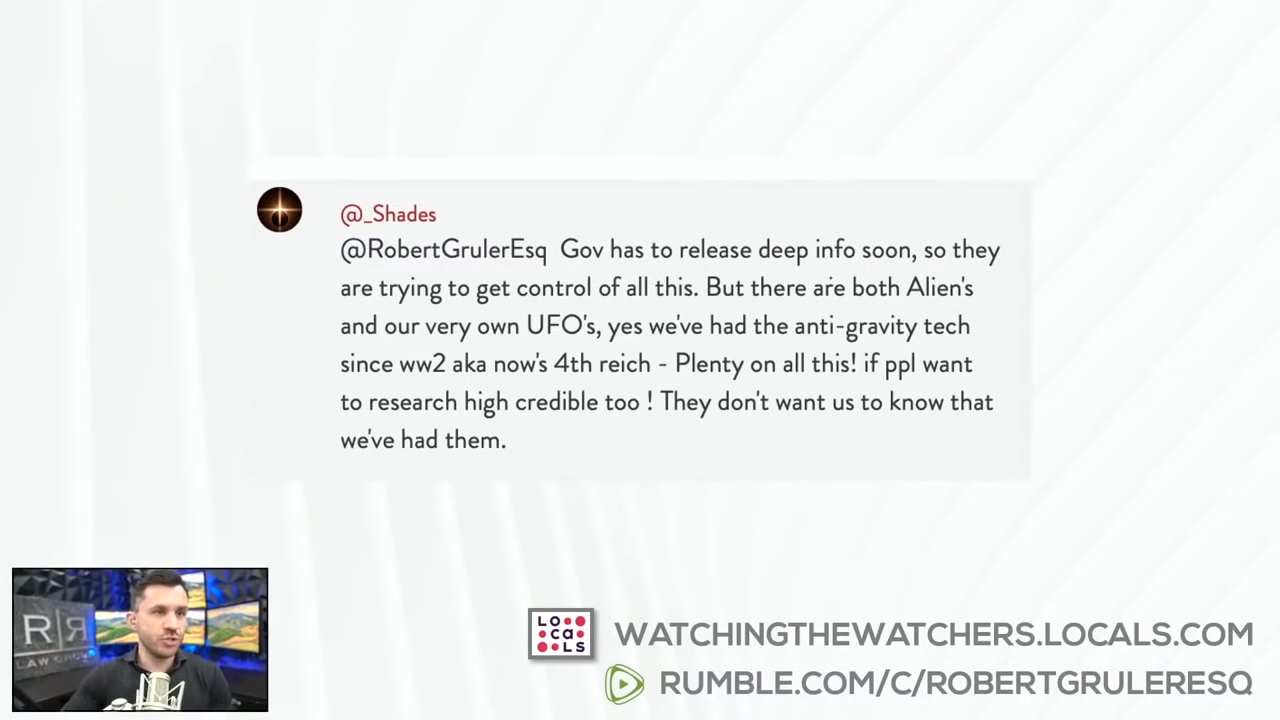 @_Shades
@RobertGrulerEsq Gov has to release deep info soon, so they
are trying to get control of all this. But there are both Alien's
and our very own UFO's, yes we've had the anti-gravity tech
since ww2 aka now's 4th reich - Plenty on all this! if ppl want
to research high credible too ! They don't want us to know that
we've had them.
R|Я
LAW GROUP
LO
ca
LS
WATCHINGTHEWATCHERS.LOCALS.COM
RUMBLE.COM/C/ROBERTGRULERESQ